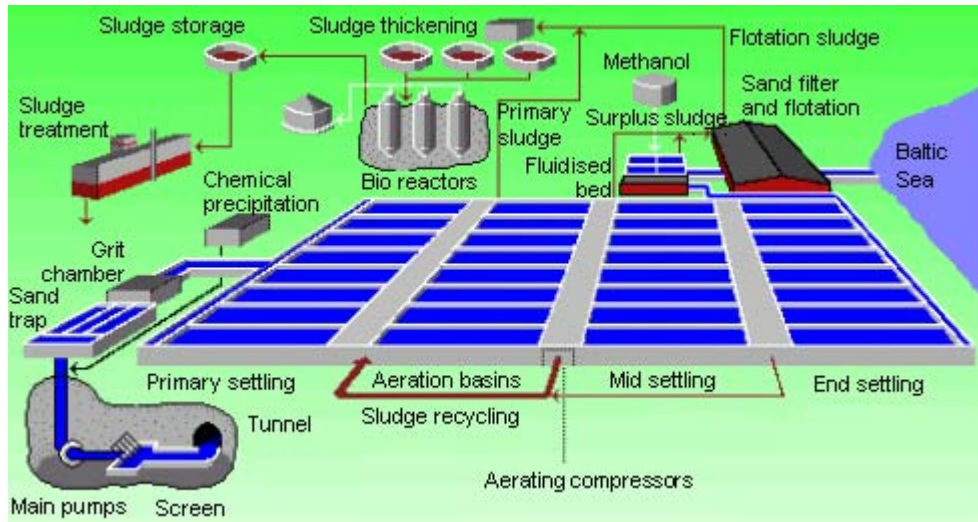 Sludge storage
Sludge thickening
Flotation sludge
Methanol
Sand filter
and flotation
Sludge
treatment
Primary
sludge
Surplus sludge
Fluidised
bed
Baltic
Sea
Bio reactors
Chemical
precipitation
Grit
chamber
Sand
trap
Primary settling
Aeration basins
Mid settling
End settling
Sludge recycling
Tunnel
Aerating compressors
Main pumps
Screen